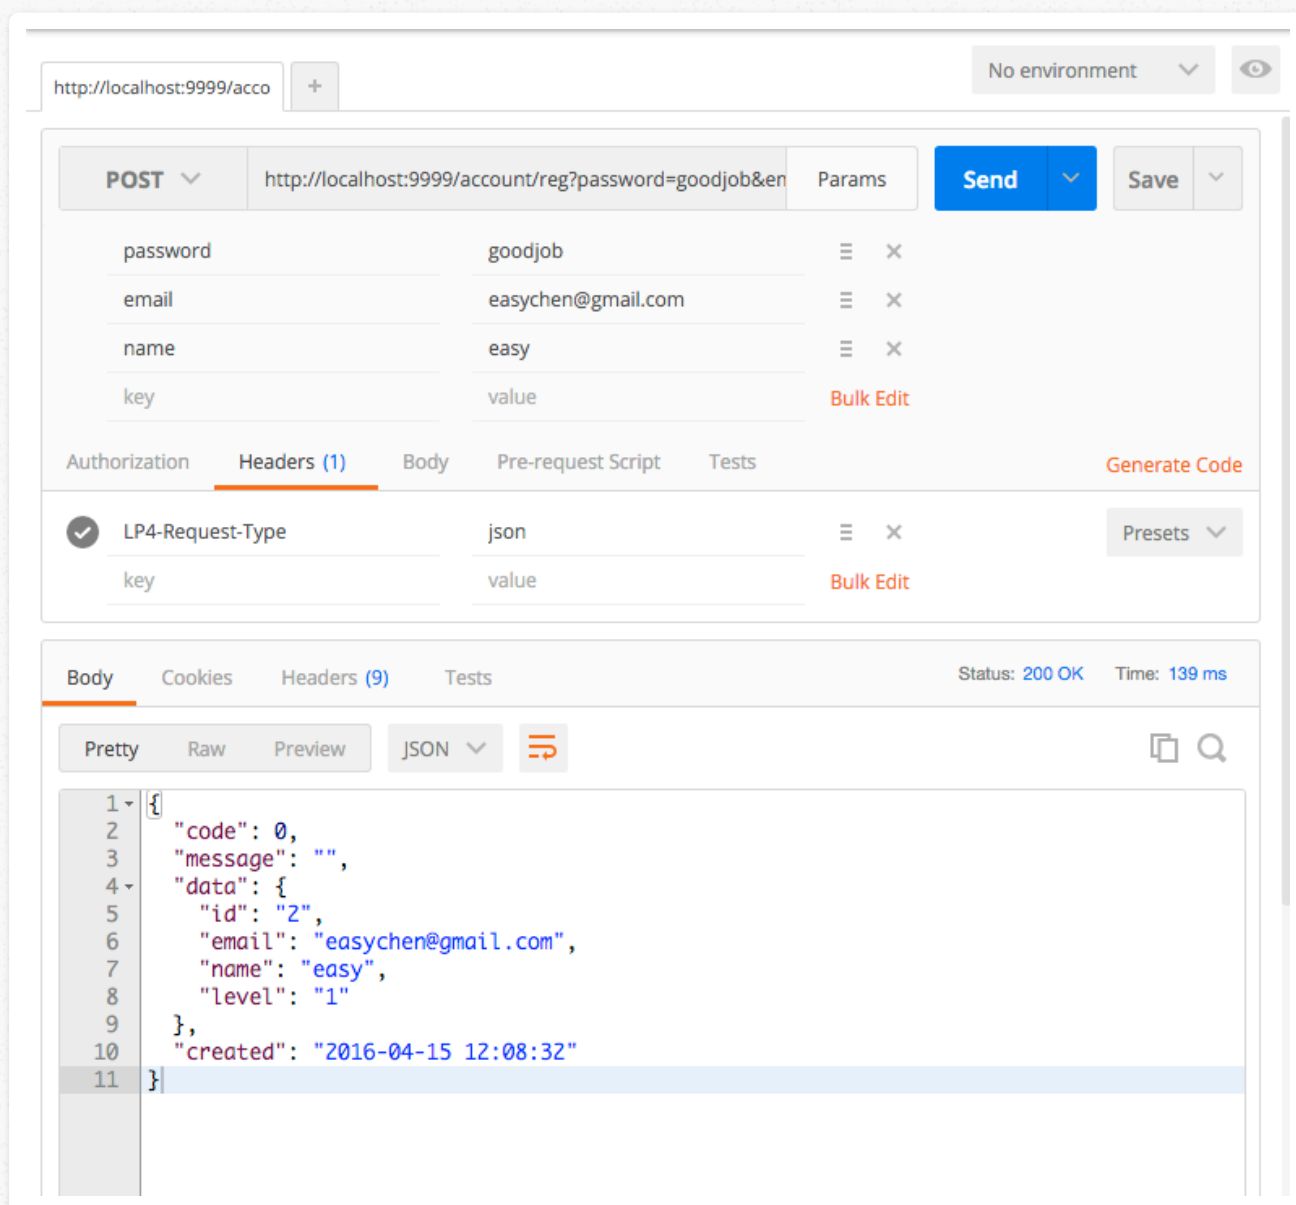 No environment
http://localhost:9999/acco +
POST http://localhost:9999/account/reg?password=goodjob&en Params Send Save
password goodjob
email easychen@gmail.com
name easy
key value Bulk Edit
Authorization Headers (1) Body Pre-request Script Tests Generate Code
LP4-Request-Type json Presets
key value Bulk Edit
Body Cookies Headers (9) Tests Status: 200 OK Time: 139 ms
Pretty Raw Preview JSON
1 {
2 "code": 0,
3 "message": "",
4 "data": {
5 "id": "2",
6 "email": "easychen@gmail.com",
7 "name": "easy",
8 "level": "1"
9 },
10 "created": "2016-04-15 12:08:32"
11 }